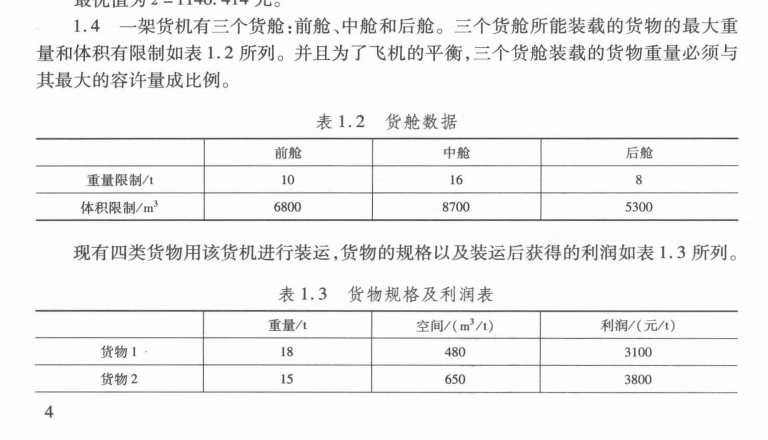 1.4 一架货机有三个货舱:前舱、中舱和后舱。三个货舱所能装载的货物的最大重
量和体积有限制如表 1.2 所列。并且为了飞机的平衡,三个货舱装载的货物重量必须与
其最大的容许量成比例。
表 1.2 货舱数据
前舱 中舱 后舱
重量限制/t 10 16 8
体积限制/m³ 6800 8700 5300
现有四类货物用该货机进行装运,货物的规格以及装运后获得的利润如表 1.3 所列。
表 1.3 货物规格及利润表
重量/t 空间/(m³/t) 利润/(元/t)
货物 1 18 480 3100
货物 2 15 650 3800
4